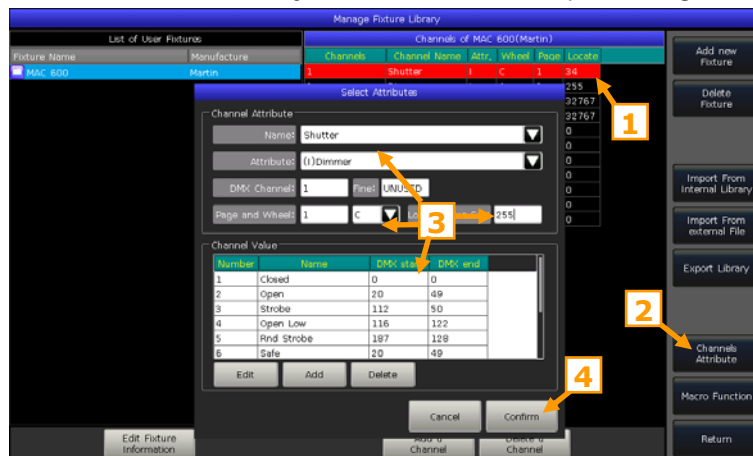 Manage Fixture Library
List of User Fixtures
Channels of MAC 600(Martin)
Fixture Name Manufacture
Channels Channel Name Attr. Wheel Page Locate
MAC 600 Martin
1 Shutter I C 1 34
255
32767
32767
0
0
0
0
0
0
0
1
Select Attributes
Channel Attribute
Name: Shutter
Attribute: (I)Dimmer
DMX Channel: 1 Fine: UNUSED
Page and Wheel: 1 C 255
3
Channel Value
Number Name DMX start DMX end
1 Closed 0 0
2 Open 20 49
3 Strobe 112 50
4 Open Low 116 122
5 Rnd Strobe 187 128
6 Safe 20 49
Edit Add Delete
4
Cancel Confirm
Edit Fixture Information
Add a Channel
Delete a Channel
Add new Fixture
Delete Fixture
Import From Internal Library
Import From external File
Export Library
2
Channels Attribute
Macro Function
Return